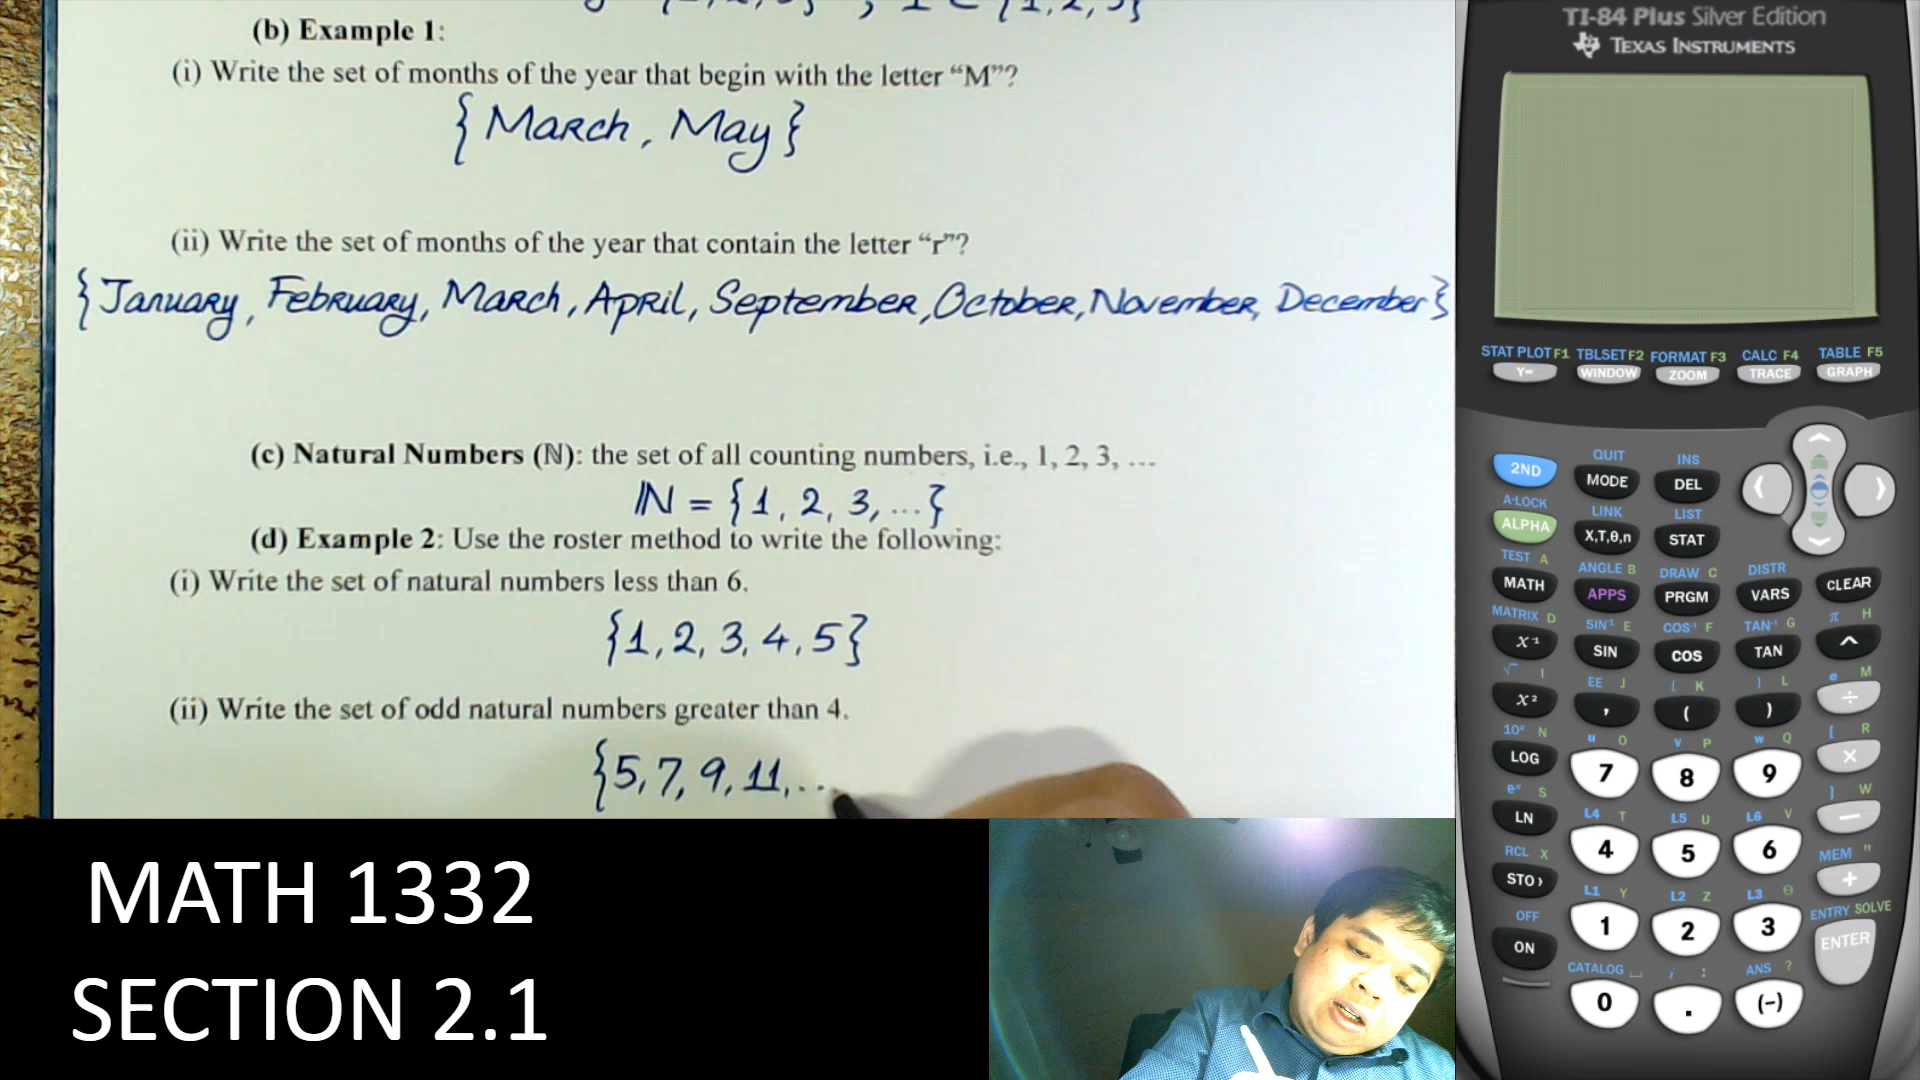 (b) Example 1:
(i) Write the set of months of the year that begin with the letter “M”?
{March, May}
(ii) Write the set of months of the year that contain the letter “r”?
{January, February, March, April, September, October, November, December}
(c) Natural Numbers (ℕ): the set of all counting numbers, i.e., 1, 2, 3, …
ℕ = {1, 2, 3, ...}
(d) Example 2: Use the roster method to write the following:
(i) Write the set of natural numbers less than 6.
{1, 2, 3, 4, 5}
(ii) Write the set of odd natural numbers greater than 4.
{5, 7, 9, 11, ..
MATH 1332
SECTION 2.1
TI-84 Plus Silver Edition
TEXAS INSTRUMENTS
STAT PLOT F1 TBLSET F2 FORMAT F3 CALC F4 TABLE F5
Y= WINDOW ZOOM TRACE GRAPH
QUIT INS
2ND MODE DEL
A-LOCK LINK LIST
ALPHA X,T,θ,n STAT
TEST A ANGLE B DRAW C DISTR
MATH APPS PRGM VARS CLEAR
MATRIX D SIN⁻¹ E COS⁻¹ F TAN⁻¹ G π H
x⁻¹ SIN COS TAN ^
√ I EE J { K } L e M
x² , ( ) ÷
10ˣ N u O v P w Q [ R
LOG 7 8 9 ×
eˣ S L4 T L5 U L6 V ] W
LN 4 5 6 −
RCL X L1 Y L2 Z L3 θ MEM "
STO› 1 2 3 +
OFF CATALOG ⎵ i : ANS ? ENTRY SOLVE
ON 0 . (−) ENTER